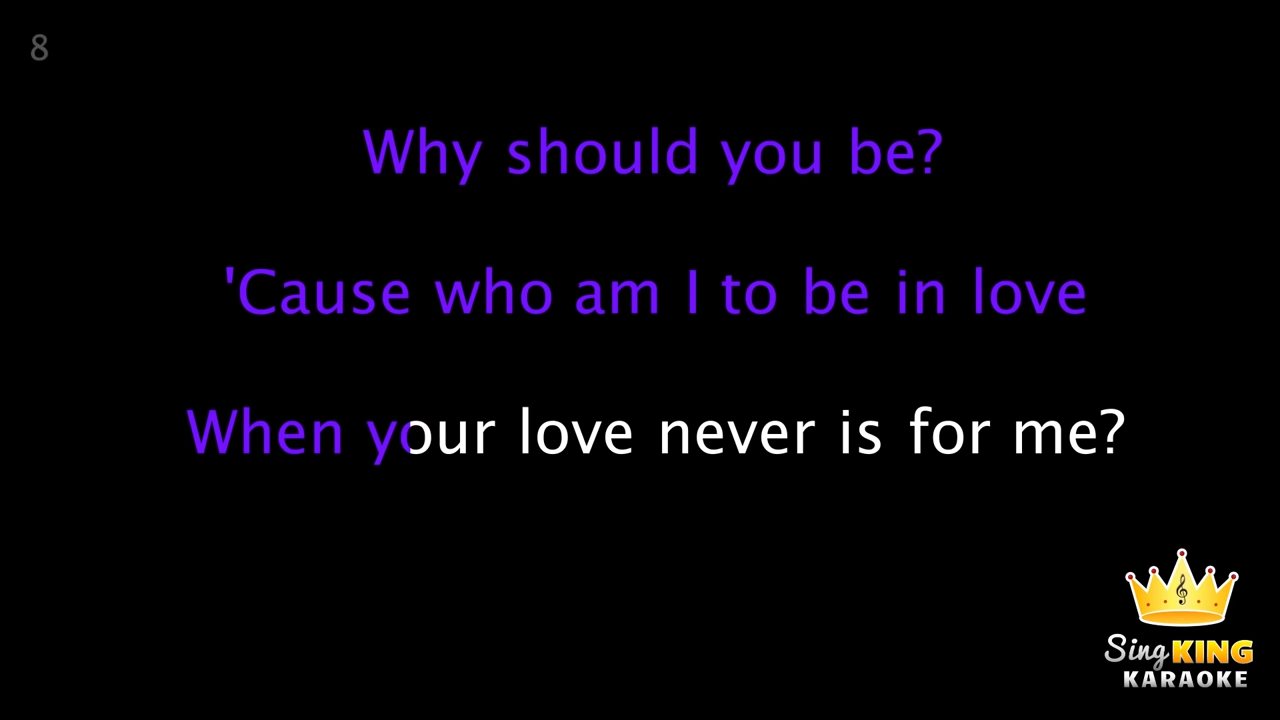 8
Why should you be?
'Cause who am I to be in love
When your love never is for me?
Sing KING
KARAOKE